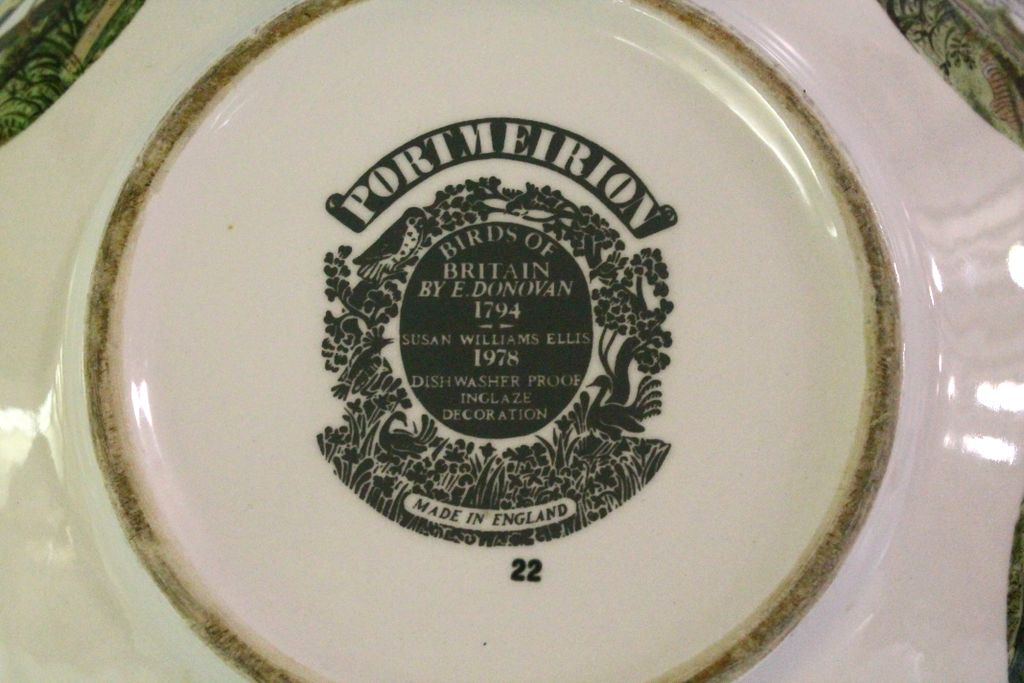 PORTMEIRION
BIRDS OF
BRITAIN
BY E. DONOVAN
1794
SUSAN WILLIAMS ELLIS
1978
DISHWASHER PROOF
INGLAZE
DECORATION
MADE IN ENGLAND
22